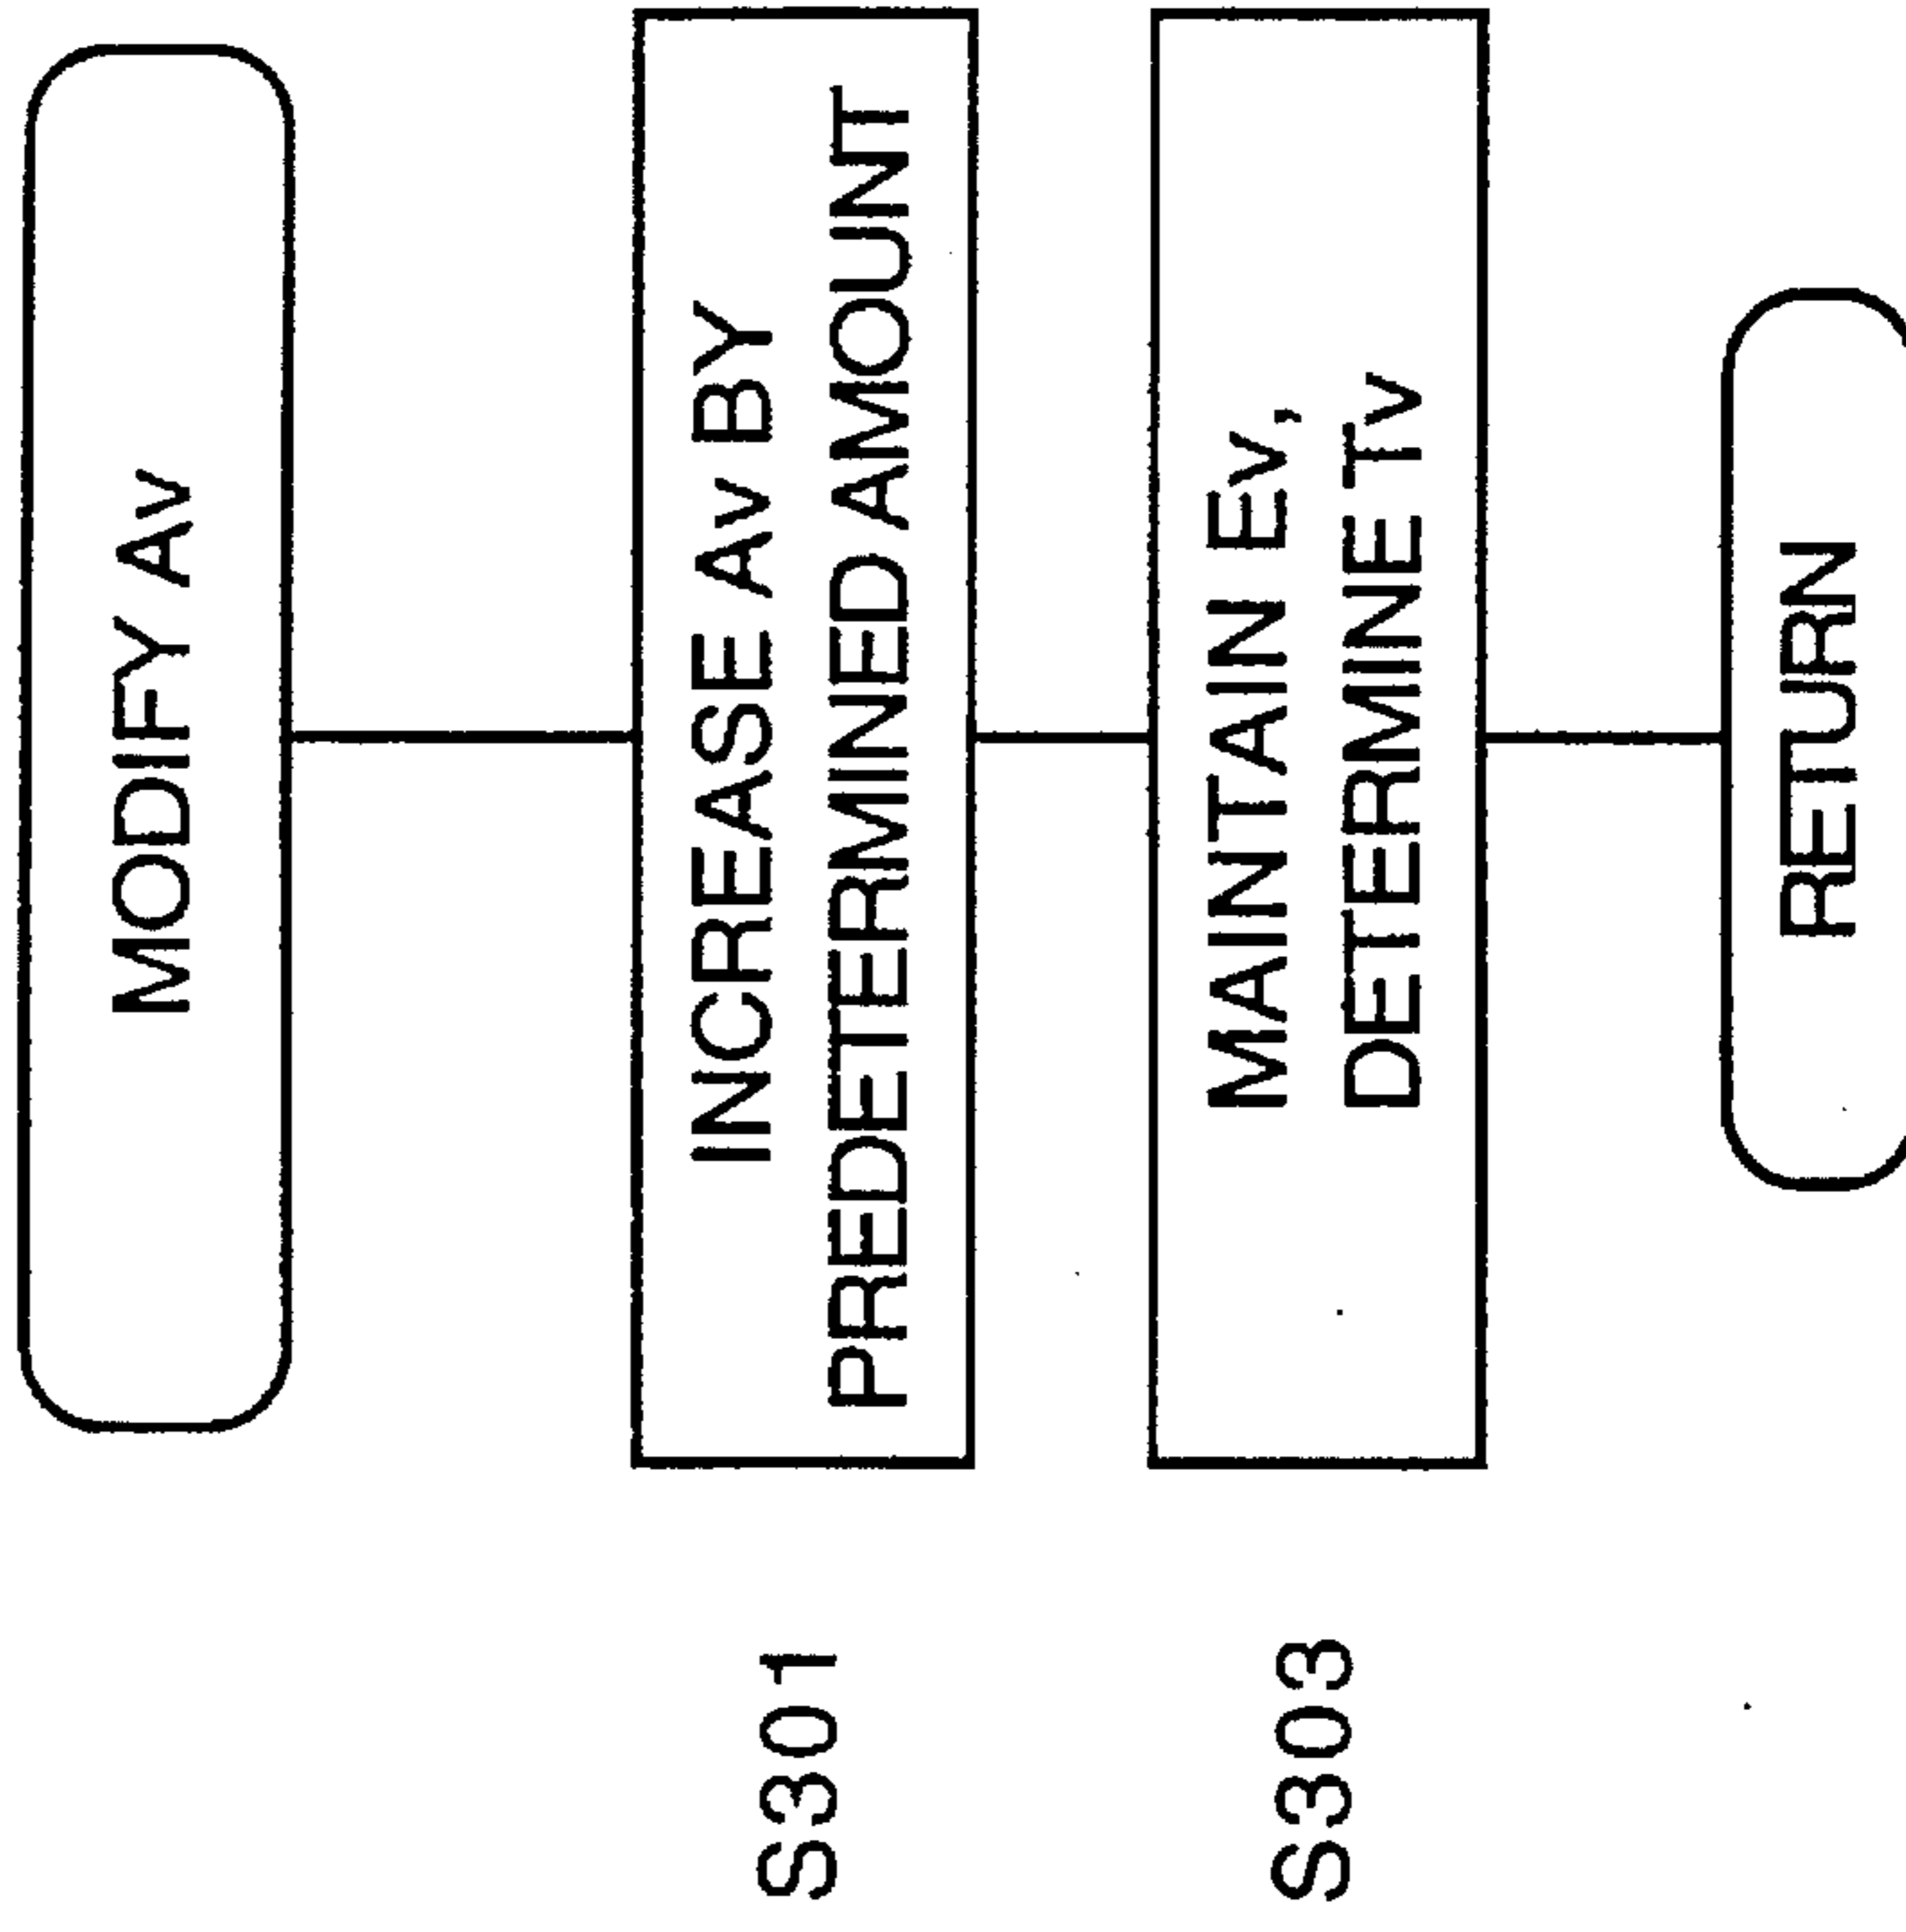 MODIFY Av
S301
INCREASE Av BY
PREDETERMINED AMOUNT
S303
MAINTAIN Ev,
DETERMINE Tv
RETURN